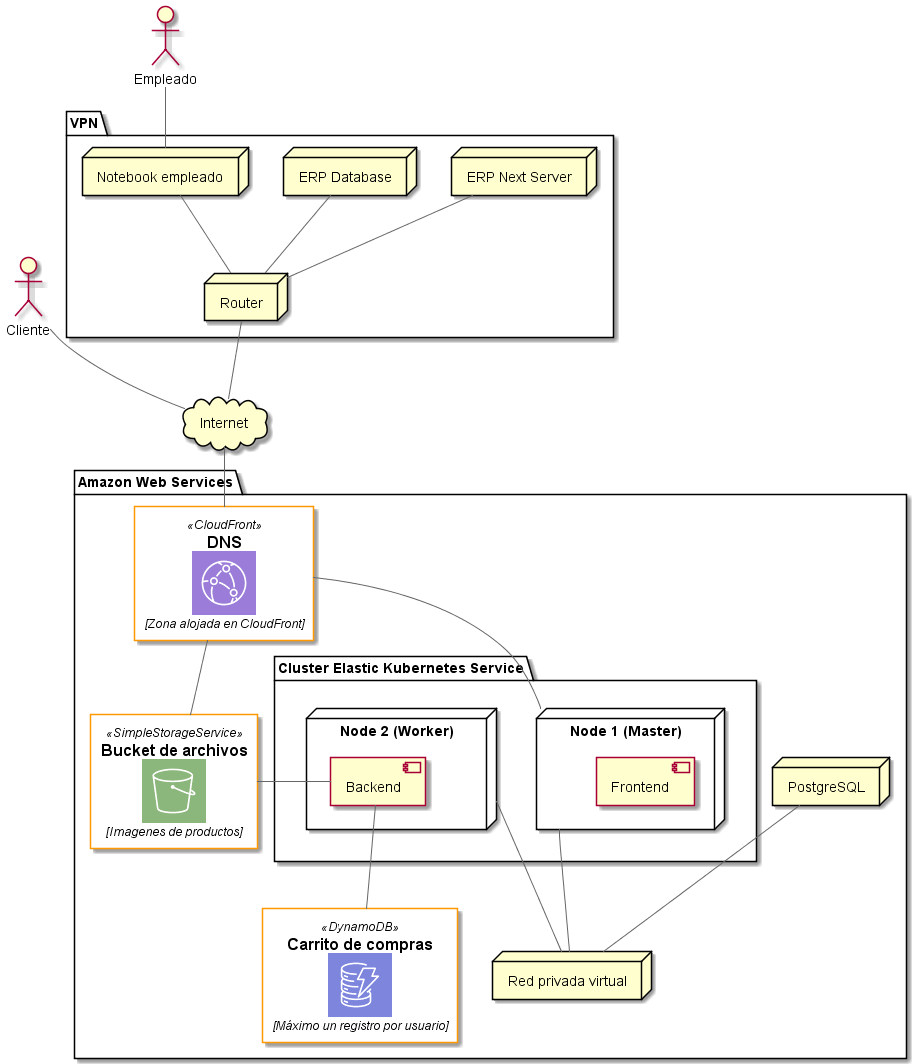 Empleado
VPN
Notebook empleado
ERP Database
ERP Next Server
Router
Cliente
Internet
Amazon Web Services
«CloudFront»
DNS
[Zona alojada en CloudFront]
Cluster Elastic Kubernetes Service
Node 2 (Worker)
Node 1 (Master)
«SimpleStorageService»
Bucket de archivos
[Imagenes de productos]
Backend
Frontend
PostgreSQL
«DynamoDB»
Carrito de compras
[Máximo un registro por usuario]
Red privada virtual